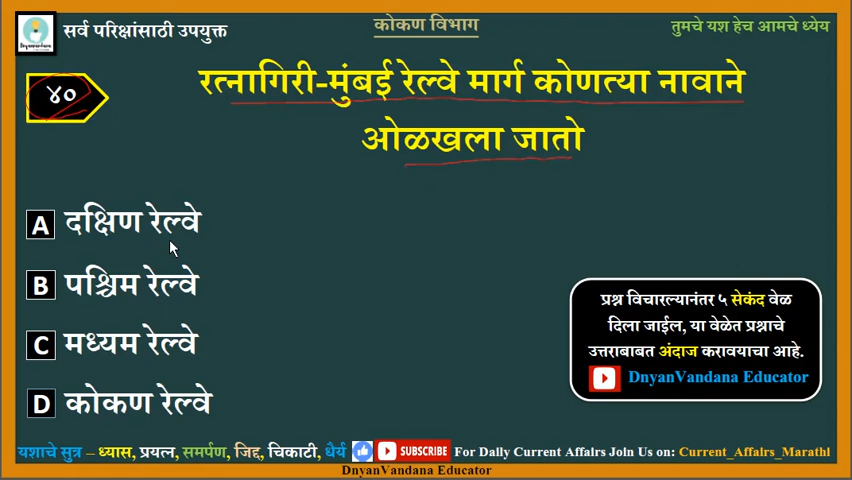 सर्व परिक्षांसाठी उपयुक्त
कोकण विभाग
तुमचे यश हेच आमचे ध्येय
४०
रत्नागिरी-मुंबई रेल्वे मार्ग कोणत्या नावाने
ओळखला जातो
A दक्षिण रेल्वे
B पश्चिम रेल्वे
C मध्यम रेल्वे
D कोकण रेल्वे
प्रश्न विचारल्यानंतर ५ सेकंद वेळ
दिला जाईल, या वेळेत प्रश्नाचे
उत्तराबाबत अंदाज करावयाचा आहे.
DnyanVandana Educator
यशाचे सुत्र – ध्यास, प्रयत्न, समर्पण, जिद्द, चिकाटी, धैर्य SUBSCRIBE For Daily Current Affairs Join Us on: Current_Affairs_Marathi
DnyanVandana Educator